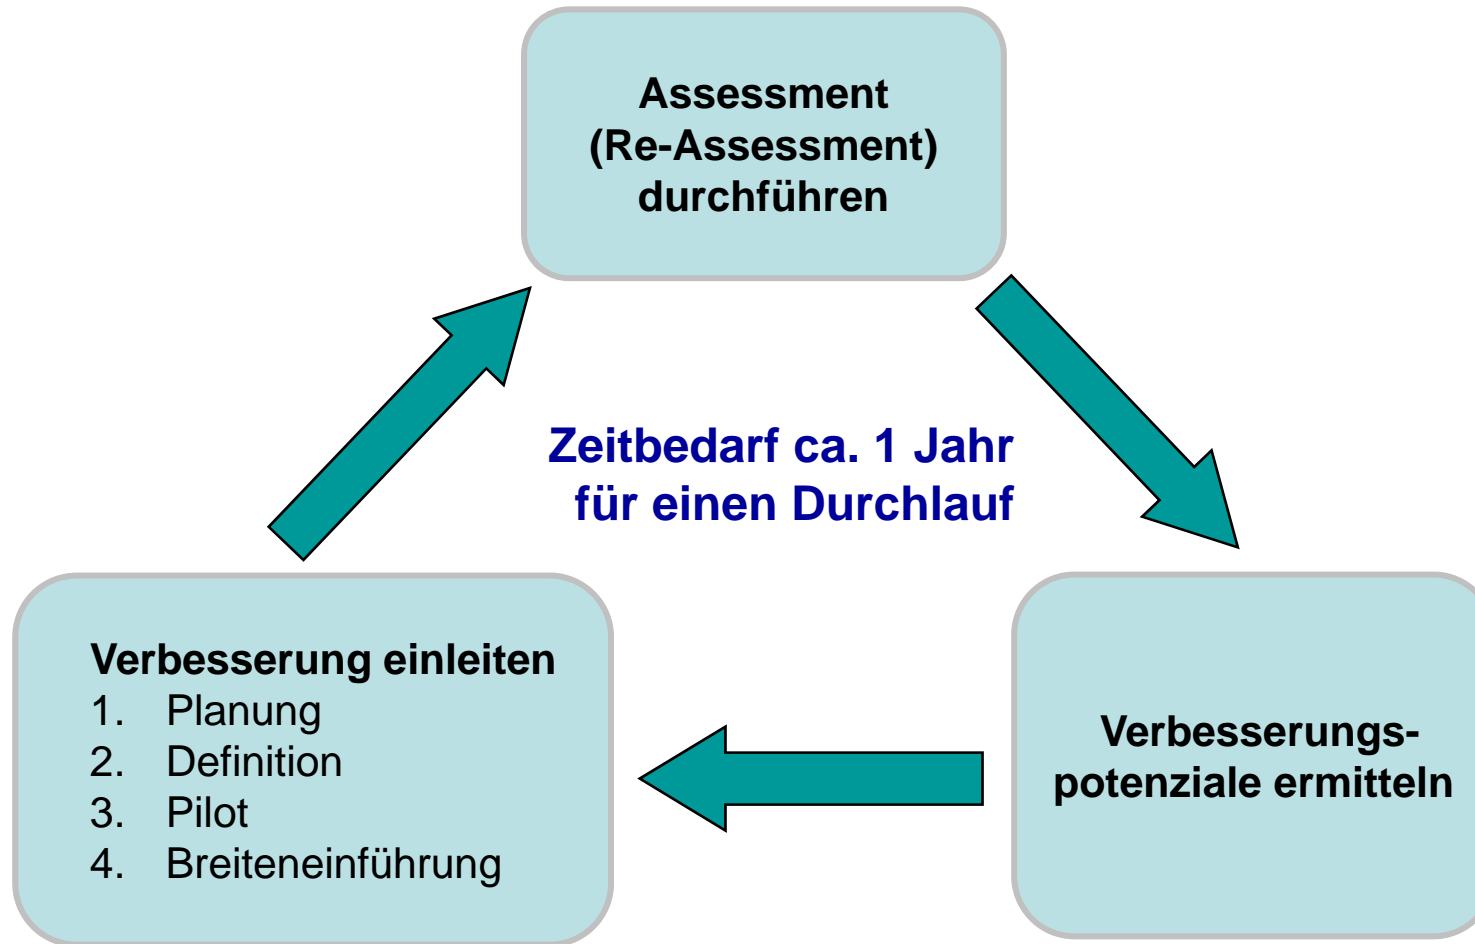 Assessment
(Re-Assessment)
durchführen
Zeitbedarf ca. 1 Jahr
für einen Durchlauf
Verbesserung einleiten
1. Planung
2. Definition
3. Pilot
4. Breiteneinführung
Verbesserungs-
potenziale ermitteln